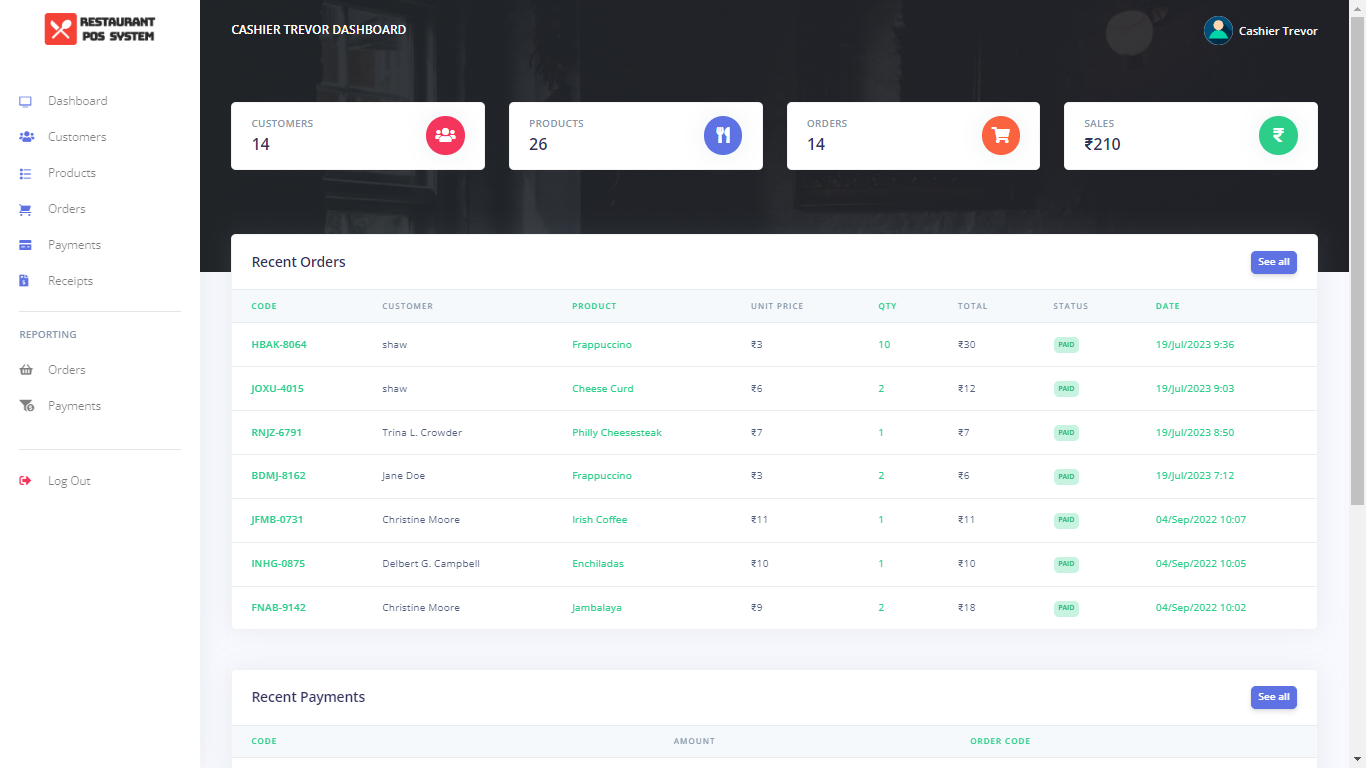 RESTAURANT
POS SYSTEM
CASHIER TREVOR DASHBOARD
Cashier Trevor
Dashboard
Customers
Products
Orders
Payments
Receipts
REPORTING
Orders
Payments
Log Out
CUSTOMERS
14
PRODUCTS
26
ORDERS
14
SALES
₹210
Recent Orders See all
CODE CUSTOMER PRODUCT UNIT PRICE QTY TOTAL STATUS DATE
HBAK-8064 shaw Frappuccino ₹3 10 ₹30 PAID 19/Jul/2023 9:36
JOXU-4015 shaw Cheese Curd ₹6 2 ₹12 PAID 19/Jul/2023 9:03
RNJZ-6791 Trina L. Crowder Philly Cheesesteak ₹7 1 ₹7 PAID 19/Jul/2023 8:50
BDMJ-8162 Jane Doe Frappuccino ₹3 2 ₹6 PAID 19/Jul/2023 7:12
JFMB-0731 Christine Moore Irish Coffee ₹11 1 ₹11 PAID 04/Sep/2022 10:07
INHG-0875 Delbert G. Campbell Enchiladas ₹10 1 ₹10 PAID 04/Sep/2022 10:05
FNAB-9142 Christine Moore Jambalaya ₹9 2 ₹18 PAID 04/Sep/2022 10:02
Recent Payments See all
CODE AMOUNT ORDER CODE